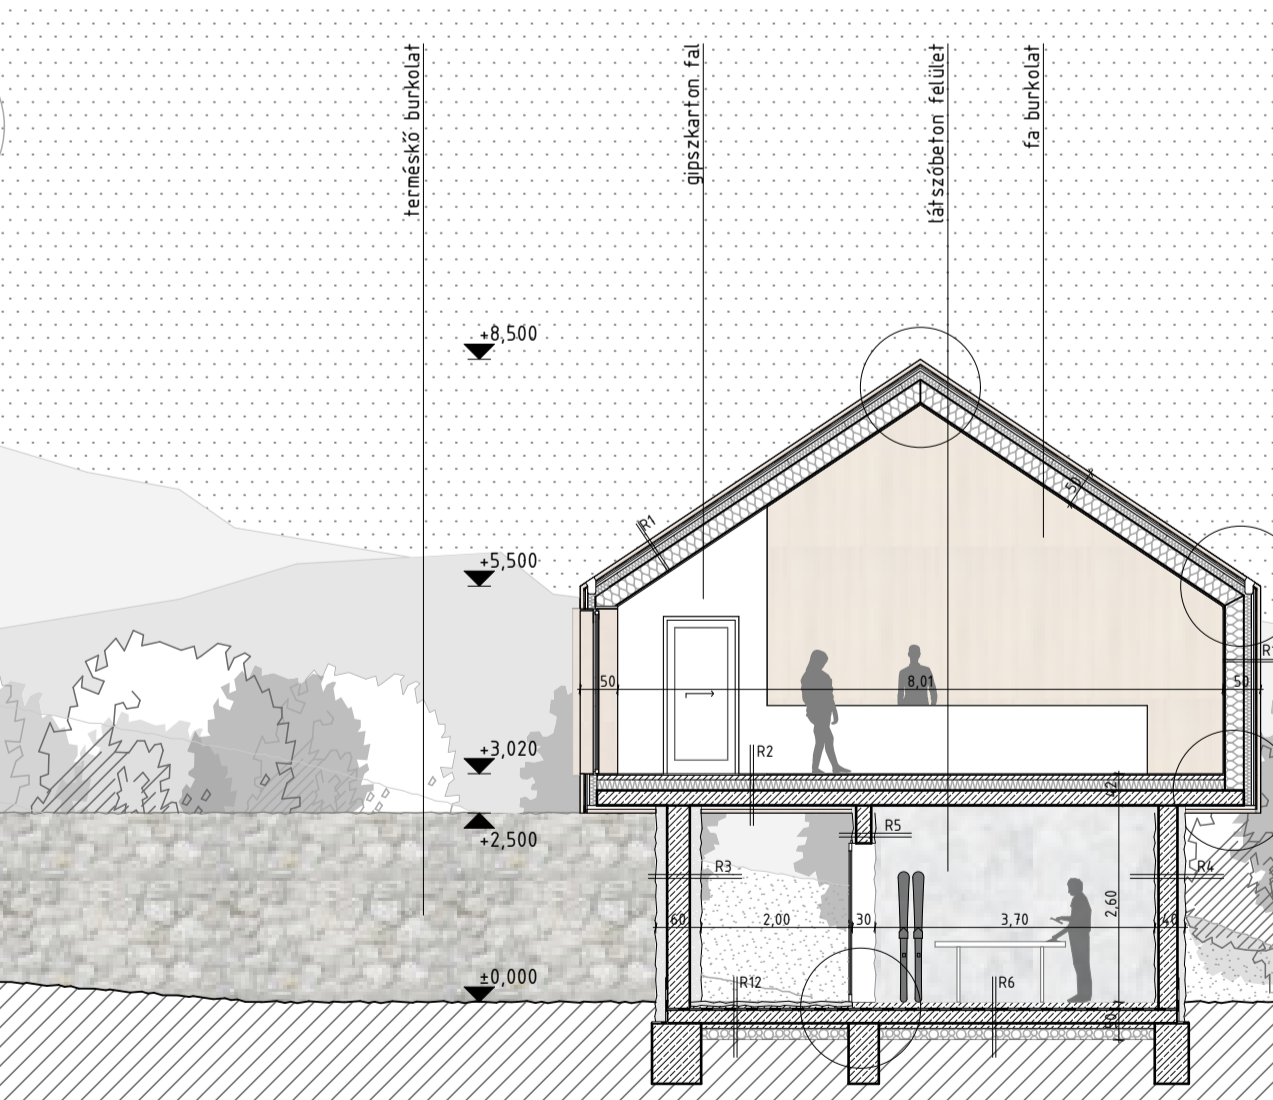 terméskő burkolat
gipszkarton fal
látszóbeton felület
fa burkolat
+8,500
50
R1
+5,500
50
8,01
50
+3,020
R2
+2,500
R5
R3
R4
2,60
60
2,00
30
3,70
±0,000
R12
R6